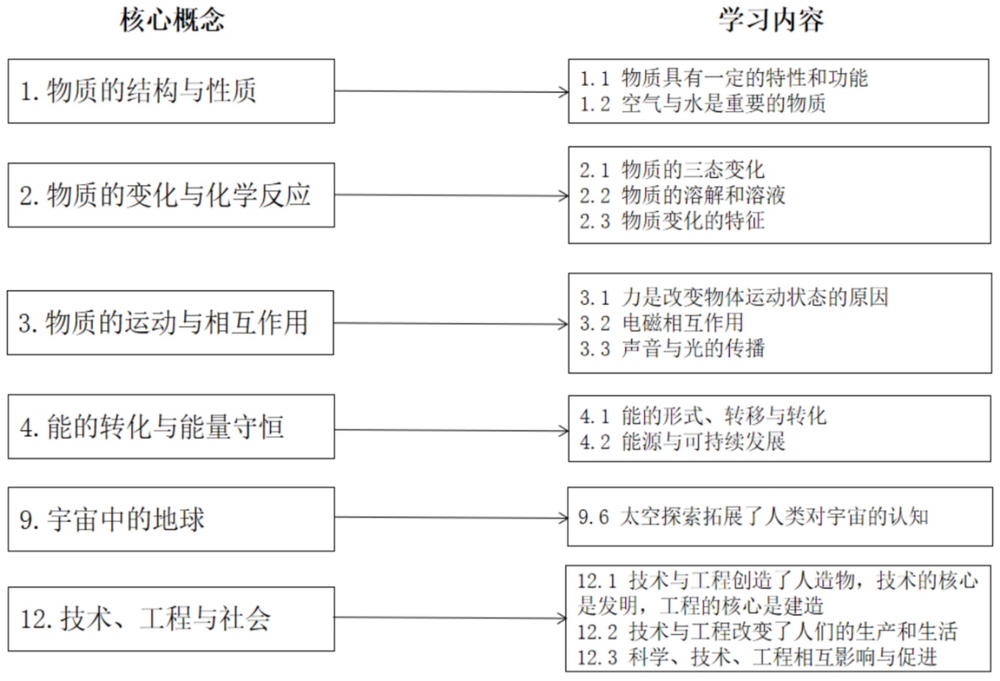 核心概念
学习内容
1.物质的结构与性质
1.1 物质具有一定的特性和功能
1.2 空气与水是重要的物质
2.物质的变化与化学反应
2.1 物质的三态变化
2.2 物质的溶解和溶液
2.3 物质变化的特征
3.物质的运动与相互作用
3.1 力是改变物体运动状态的原因
3.2 电磁相互作用
3.3 声音与光的传播
4.能的转化与能量守恒
4.1 能的形式、转移与转化
4.2 能源与可持续发展
9.宇宙中的地球
9.6 太空探索拓展了人类对宇宙的认知
12.技术、工程与社会
12.1 技术与工程创造了人造物，技术的核心
是发明，工程的核心是建造
12.2 技术与工程改变了人们的生产和生活
12.3 科学、技术、工程相互影响与促进